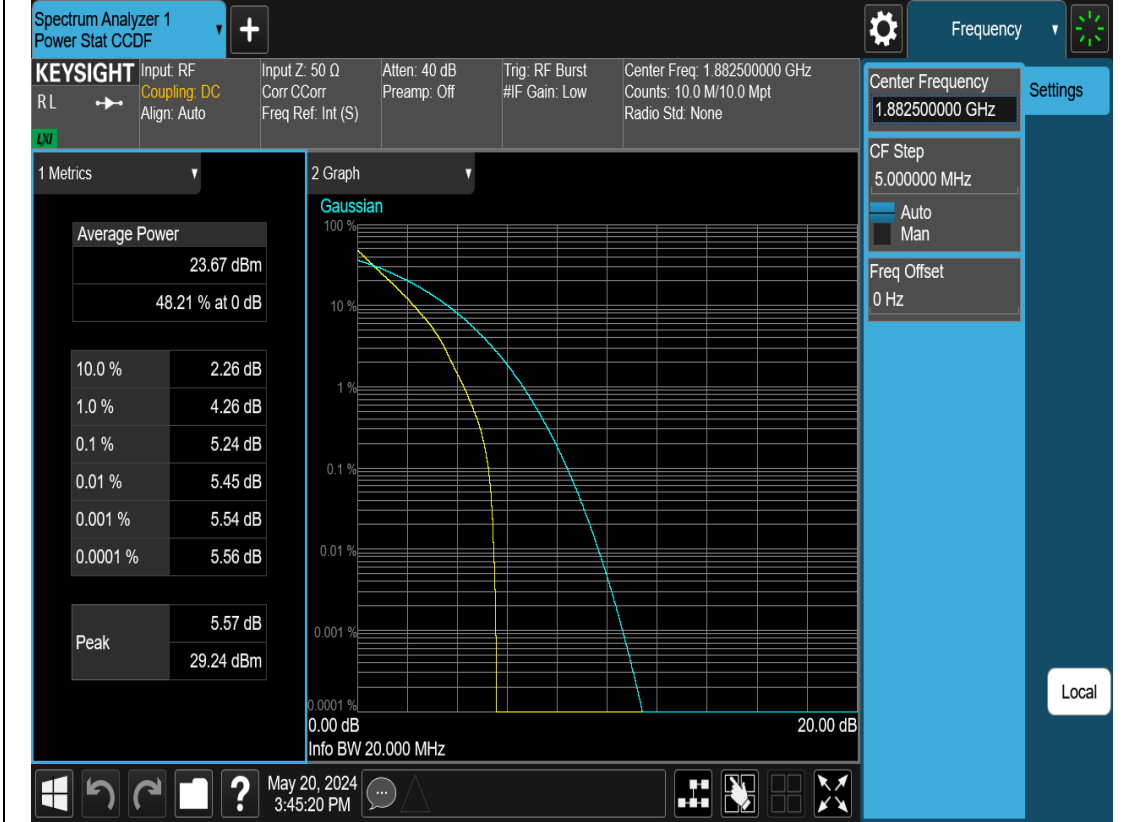 Spectrum Analyzer 1
Power Stat CCDF
Frequency
KEYSIGHT
RL
LXI
Input: RF
Coupling: DC
Align: Auto
Input Z: 50 Ω
Corr CCorr
Freq Ref: Int (S)
Atten: 40 dB
Preamp: Off
Trig: RF Burst
#IF Gain: Low
Center Freq: 1.882500000 GHz
Counts: 10.0 M/10.0 Mpt
Radio Std: None
Center Frequency
1.882500000 GHz
Settings
CF Step
5.000000 MHz
Auto
Man
Freq Offset
0 Hz
Local
1 Metrics
Average Power
23.67 dBm
48.21 % at 0 dB
10.0 % 2.26 dB
1.0 % 4.26 dB
0.1 % 5.24 dB
0.01 % 5.45 dB
0.001 % 5.54 dB
0.0001 % 5.56 dB
Peak 5.57 dB
29.24 dBm
2 Graph
Gaussian
100 %
10 %
1 %
0.1 %
0.01 %
0.001 %
0.0001 %
0.00 dB 20.00 dB
Info BW 20.000 MHz
?
May 20, 2024
3:45:20 PM